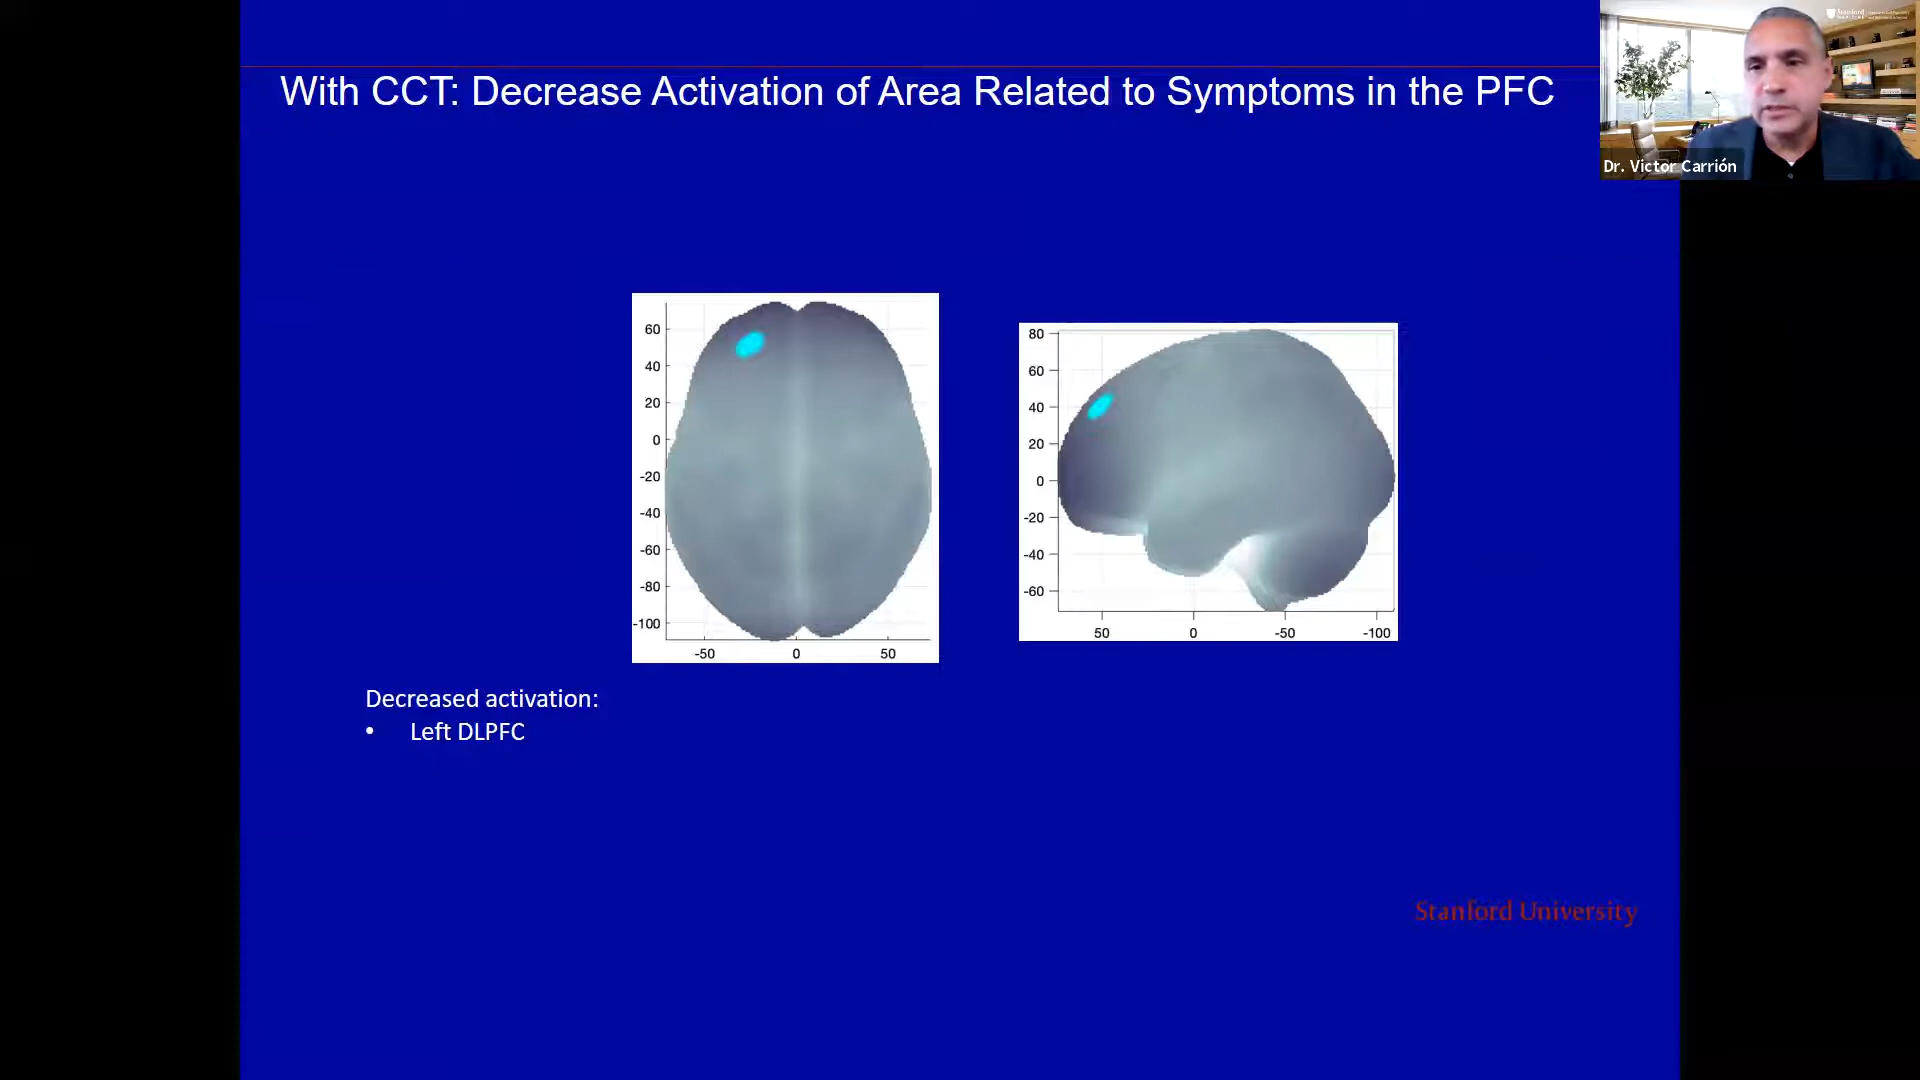 With CCT: Decrease Activation of Area Related to Symptoms in the PFC
Stanford
Dr. Victor Carrión
60
40
20
0
-20
-40
-60
-80
-100
-50 0 50
80
60
40
20
0
-20
-40
-60
50 0 -50 -100
Decreased activation:
• Left DLPFC
Stanford University